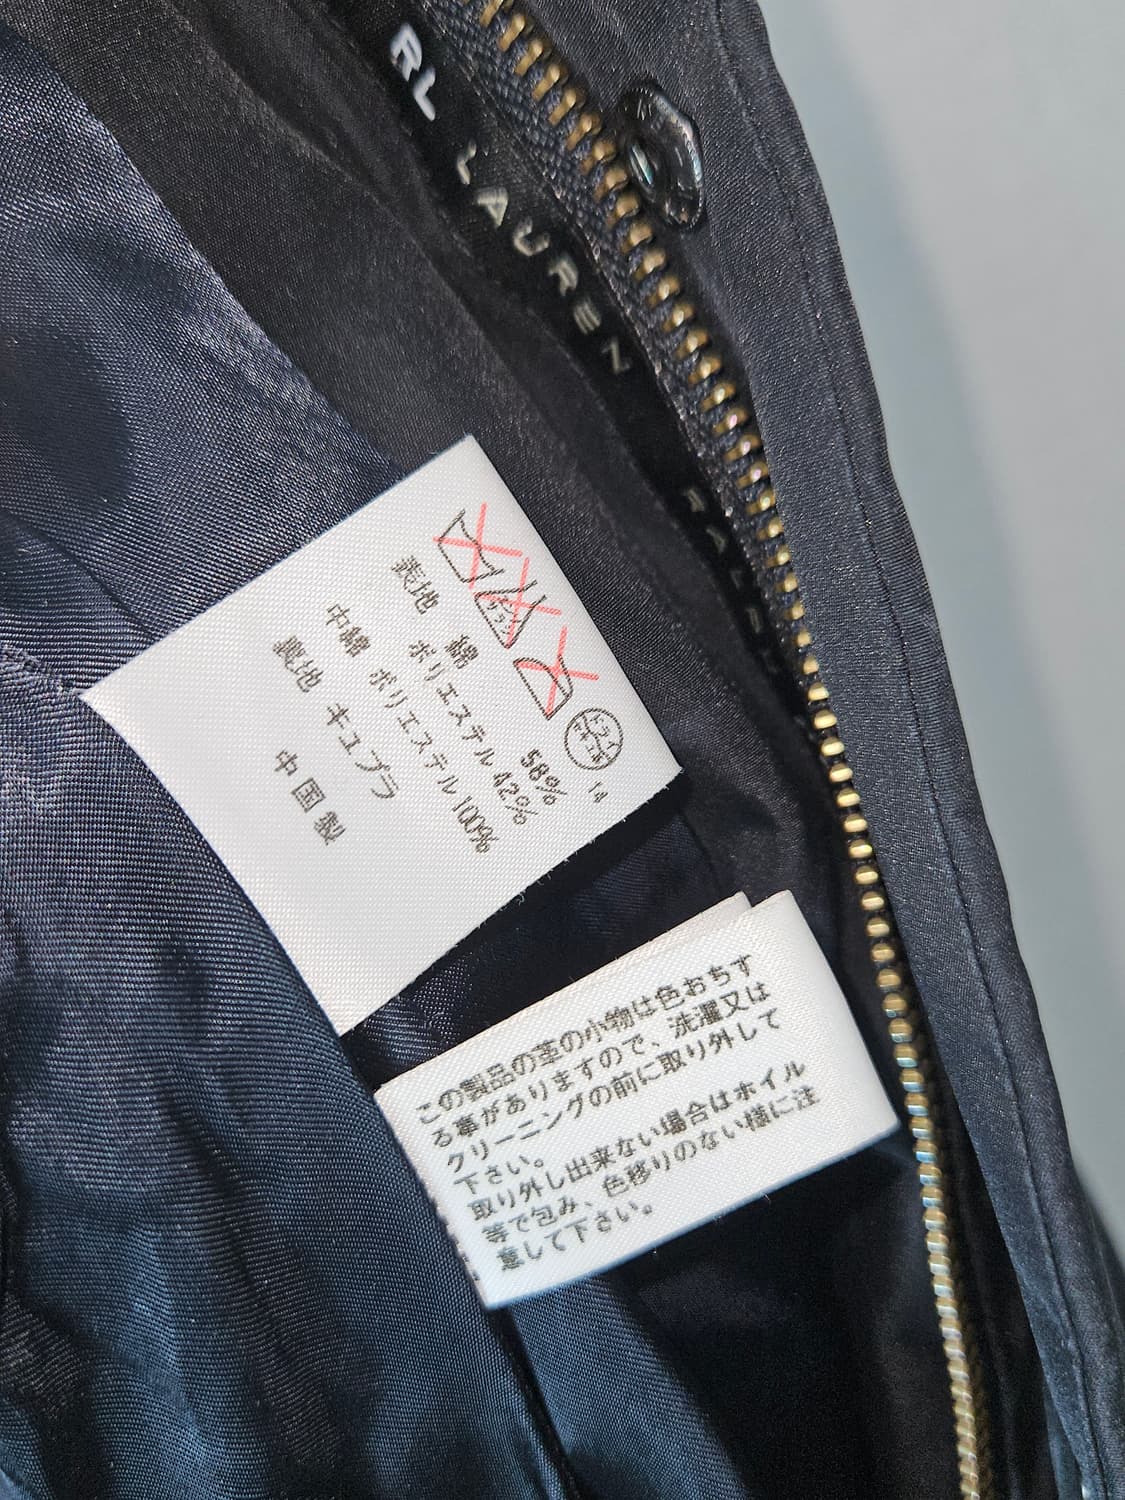 RL LAUREN
RAL
14
表地 綿 58%
ポリエステル 42%
中綿 ポリエステル 100%
裏地 キュプラ
中国製
この製品の革の小物は色おちす
る事がありますので、洗濯又は
クリーニングの前に取り外して
下さい。
取り外し出来ない場合はホイル
等で包み、色移りのない様に注
意して下さい。